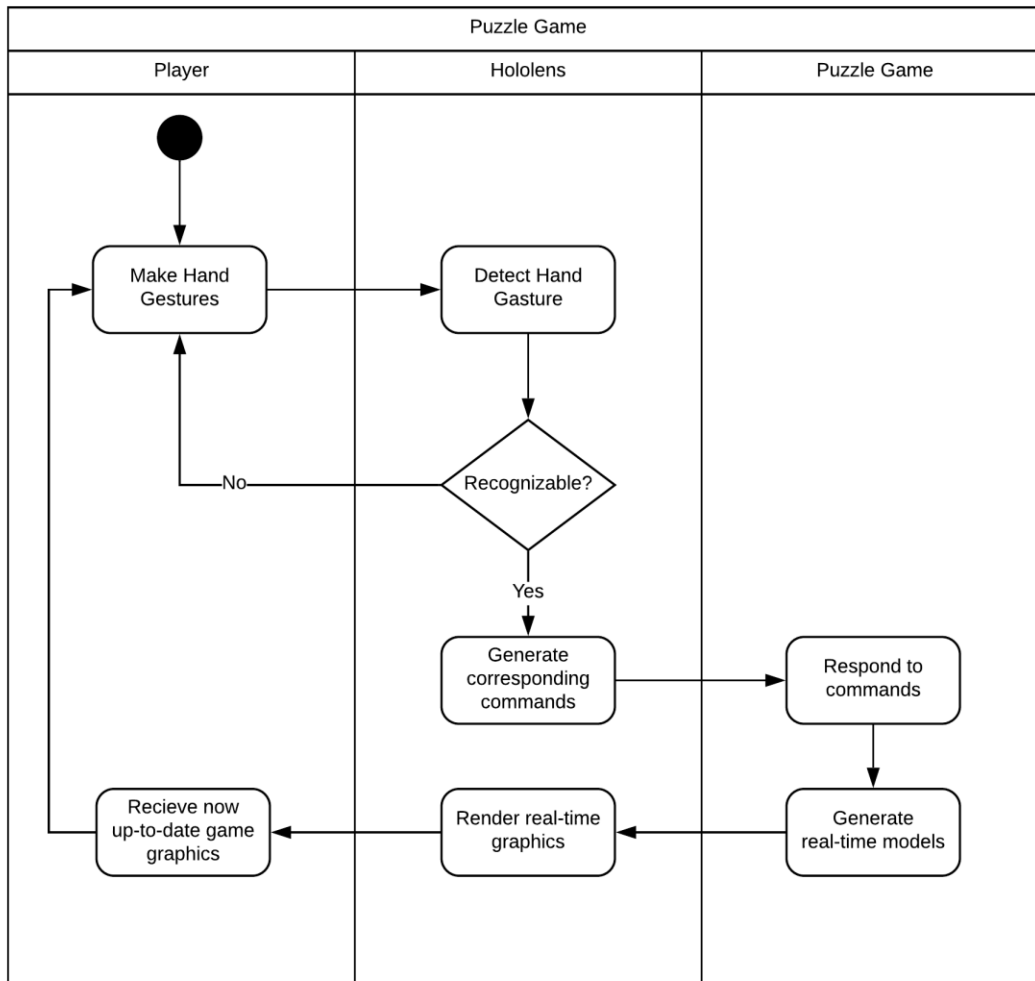 Puzzle Game
Player
Hololens
Puzzle Game
Make Hand
Gestures
Detect Hand
Gasture
Recognizable?
No
Yes
Generate
corresponding
commands
Respond to
commands
Recieve now
up-to-date game
graphics
Render real-time
graphics
Generate
real-time models